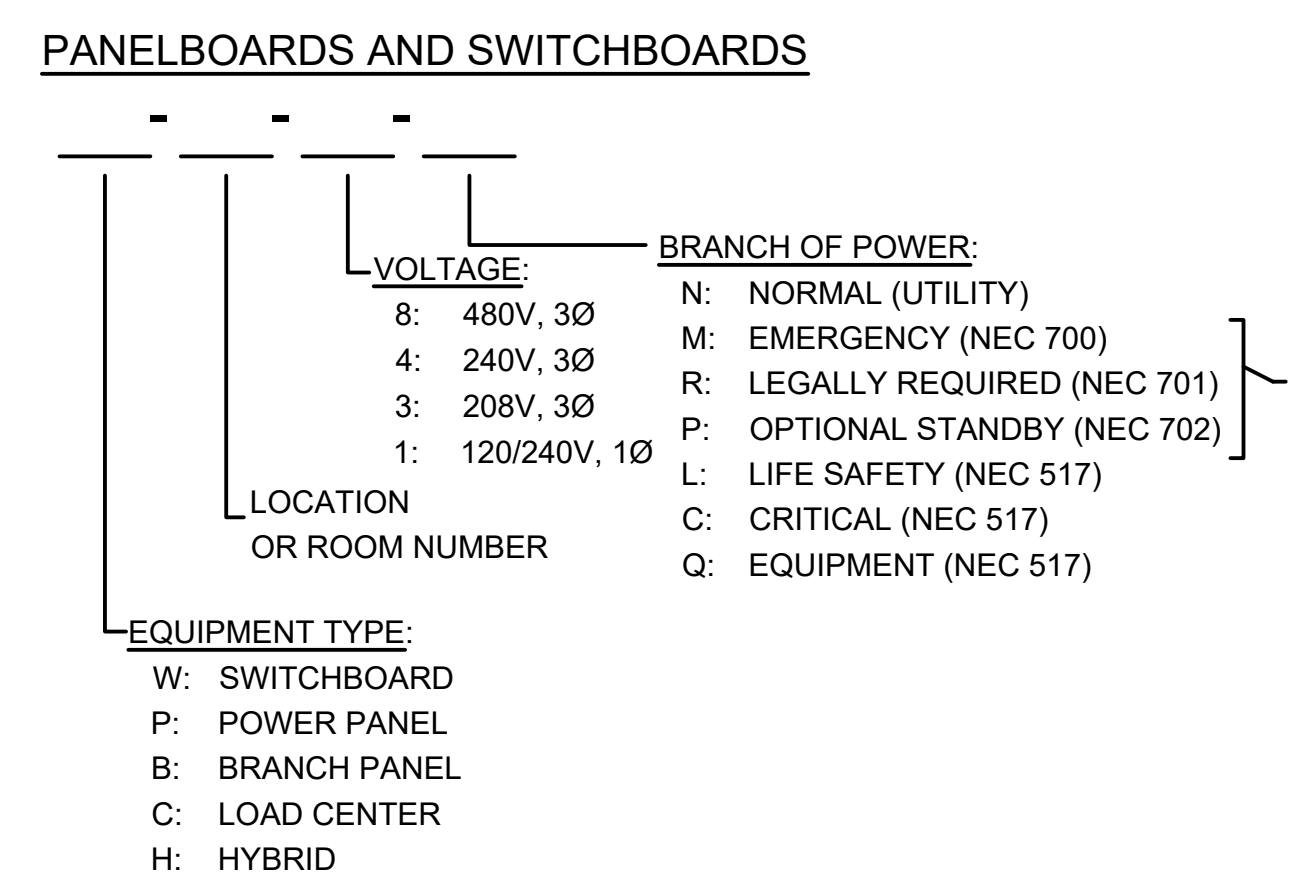 PANELBOARDS AND SWITCHBOARDS
- - -
BRANCH OF POWER:
N: NORMAL (UTILITY)
M: EMERGENCY (NEC 700)
R: LEGALLY REQUIRED (NEC 701)
P: OPTIONAL STANDBY (NEC 702)
L: LIFE SAFETY (NEC 517)
C: CRITICAL (NEC 517)
Q: EQUIPMENT (NEC 517)
VOLTAGE:
8: 480V, 3Ø
4: 240V, 3Ø
3: 208V, 3Ø
1: 120/240V, 1Ø
LOCATION
OR ROOM NUMBER
EQUIPMENT TYPE:
W: SWITCHBOARD
P: POWER PANEL
B: BRANCH PANEL
C: LOAD CENTER
H: HYBRID